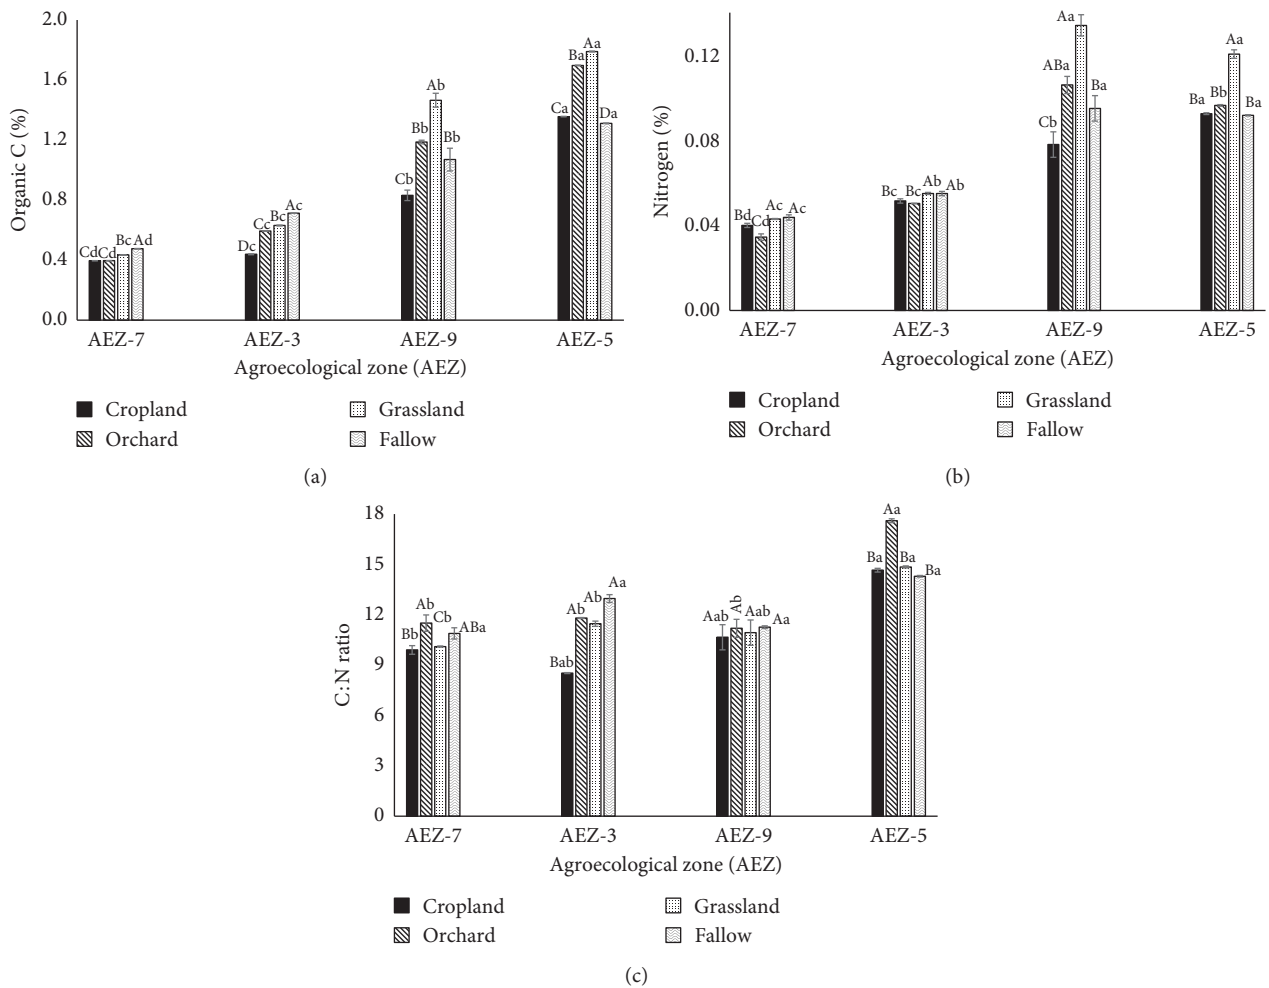 2.0
1.6
1.2
0.8
0.4
0.0
Organic C (%)
Cd Cd Bc Ad
Dc Cc Bc Ac
Cb Bb Ab Bb
Ca Ba Aa Da
AEZ-7 AEZ-3 AEZ-9 AEZ-5
Agroecological zone (AEZ)
Cropland Grassland
Orchard Fallow
(a)
0.12
0.08
0.04
0.00
Nitrogen (%)
Bd Cd Ac Ac
Bc Bc Ab Ab
Cb ABa Aa Ba
Ba Bb Aa Ba
AEZ-7 AEZ-3 AEZ-9 AEZ-5
Agroecological zone (AEZ)
Cropland Grassland
Orchard Fallow
(b)
18
15
12
9
6
3
0
C:N ratio
Bb Ab Cb ABa
Bab Ab Ab Aa
Aab Ab Aab Aa
Ba Aa Ba Ba
AEZ-7 AEZ-3 AEZ-9 AEZ-5
Agroecological zone (AEZ)
Cropland Grassland
Orchard Fallow
(c)